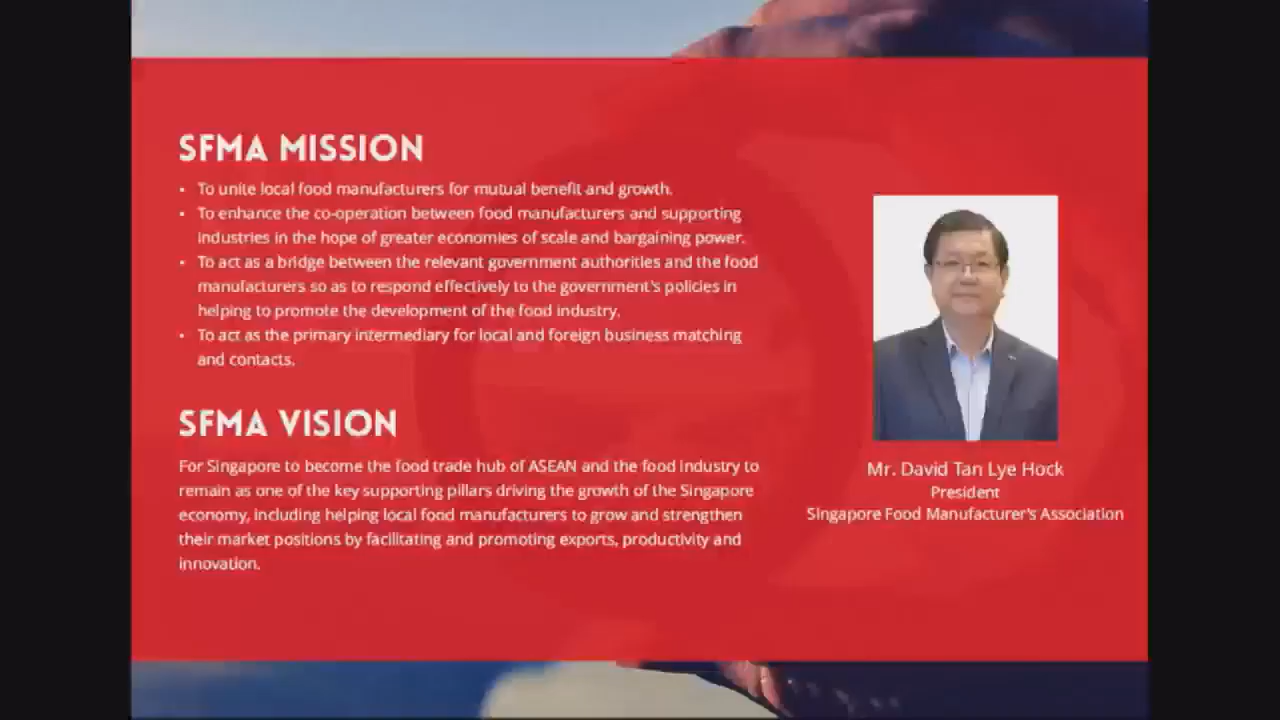 SFMA MISSION
• To unite local food manufacturers for mutual benefit and growth.
• To enhance the co-operation between food manufacturers and supporting
industries in the hope of greater economies of scale and bargaining power.
• To act as a bridge between the relevant government authorities and the food
manufacturers so as to respond effectively to the government's policies in
helping to promote the development of the food industry.
• To act as the primary intermediary for local and foreign business matching
and contacts.
SFMA VISION
For Singapore to become the food trade hub of ASEAN and the food industry to
remain as one of the key supporting pillars driving the growth of the Singapore
economy, including helping local food manufacturers to grow and strengthen
their market positions by facilitating and promoting exports, productivity and
innovation.
Mr. David Tan Lye Hock
President
Singapore Food Manufacturer's Association